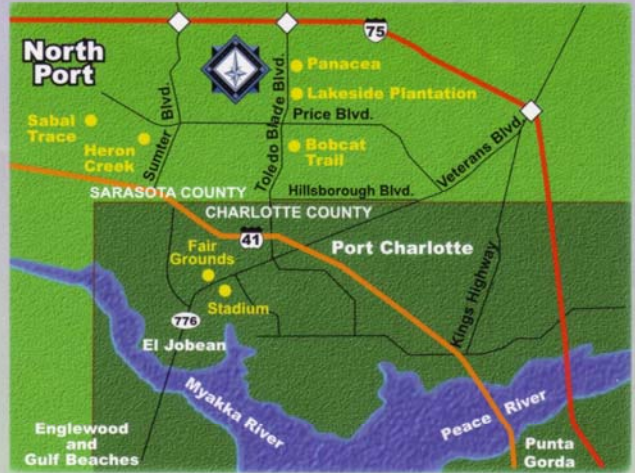 North
Port
75
Panacea
Lakeside Plantation
Price Blvd.
Sabal
Trace
Heron
Creek
Sumter Blvd.
Toledo Blade Blvd.
Bobcat
Trail
Veterans Blvd.
SARASOTA COUNTY
Hillsborough Blvd.
CHARLOTTE COUNTY
41
Port Charlotte
Fair
Grounds
Stadium
Kings Highway
776
El Jobean
Myakka River
Peace River
Englewood
and
Gulf Beaches
Punta
Gorda